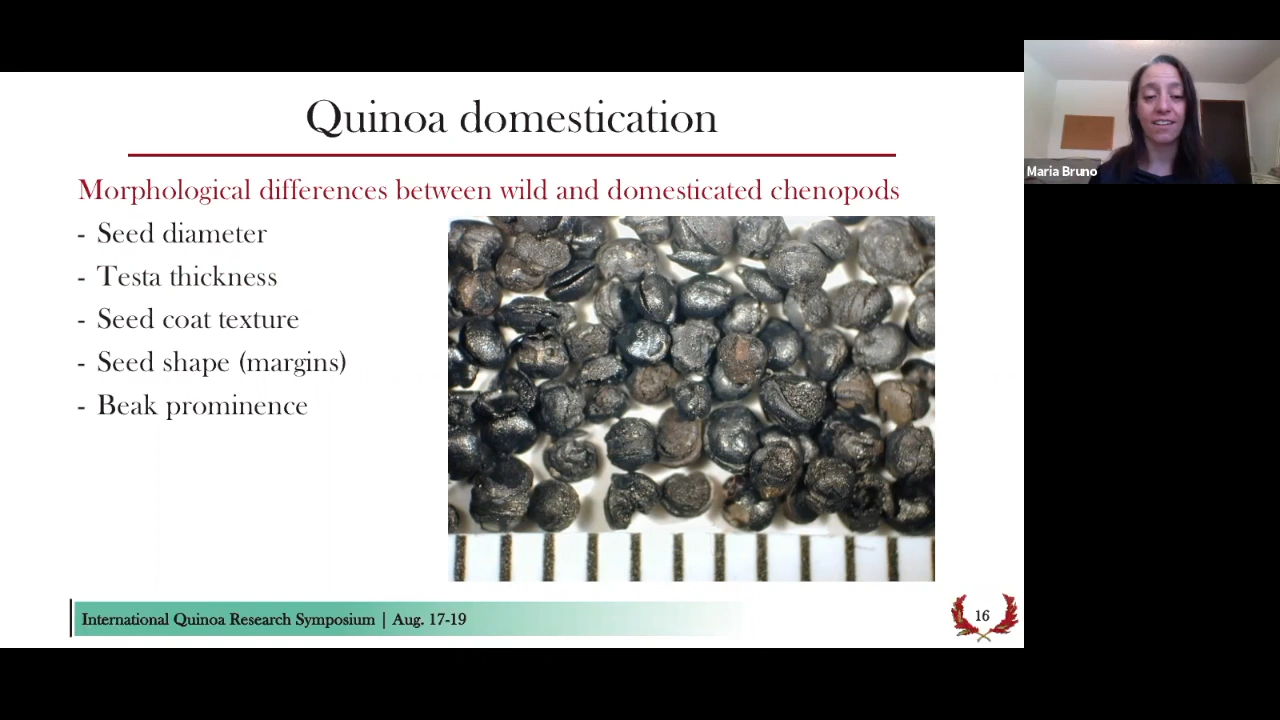 Quinoa domestication
Morphological differences between wild and domesticated chenopods
- Seed diameter
- Testa thickness
- Seed coat texture
- Seed shape (margins)
- Beak prominence
International Quinoa Research Symposium | Aug. 17-19
16
Maria Bruno